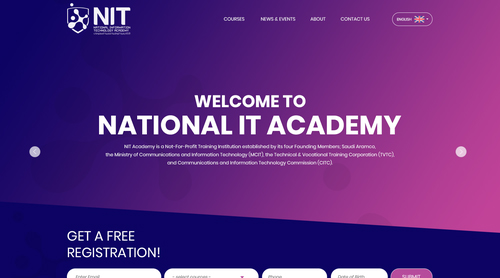 NIT
NATIONAL INFORMATION
TECHNOLOGY ACADEMY
COURSES
NEWS & EVENTS
ABOUT
CONTACT US
ENGLISH
WELCOME TO
NATIONAL IT ACADEMY
NIT Academy is a Not-For-Profit Training Institution established by its four Founding Members; Saudi Aramco,
the Ministry of Communications and Information Technology (MCIT), the Technical & Vocational Training Corporation (TVTC),
and Communications and Information Technology Commission (CITC).
GET A FREE
REGISTRATION!
Enter Email
- select courses -
Phone
Date of Birth
SUBMIT